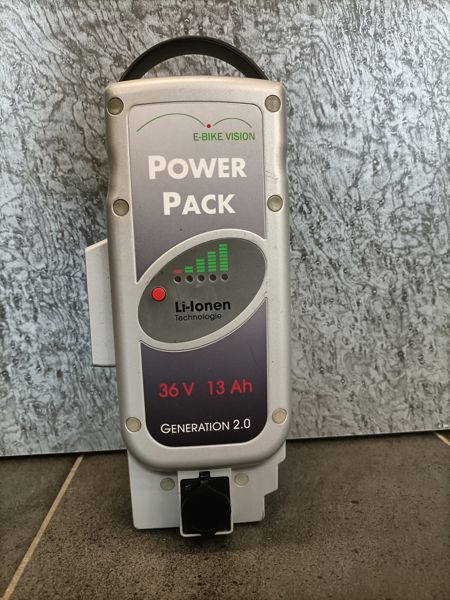 E-BIKE VISION
POWER
PACK
Li-Ionen
Technologie
36 V 13 Ah
GENERATION 2.0